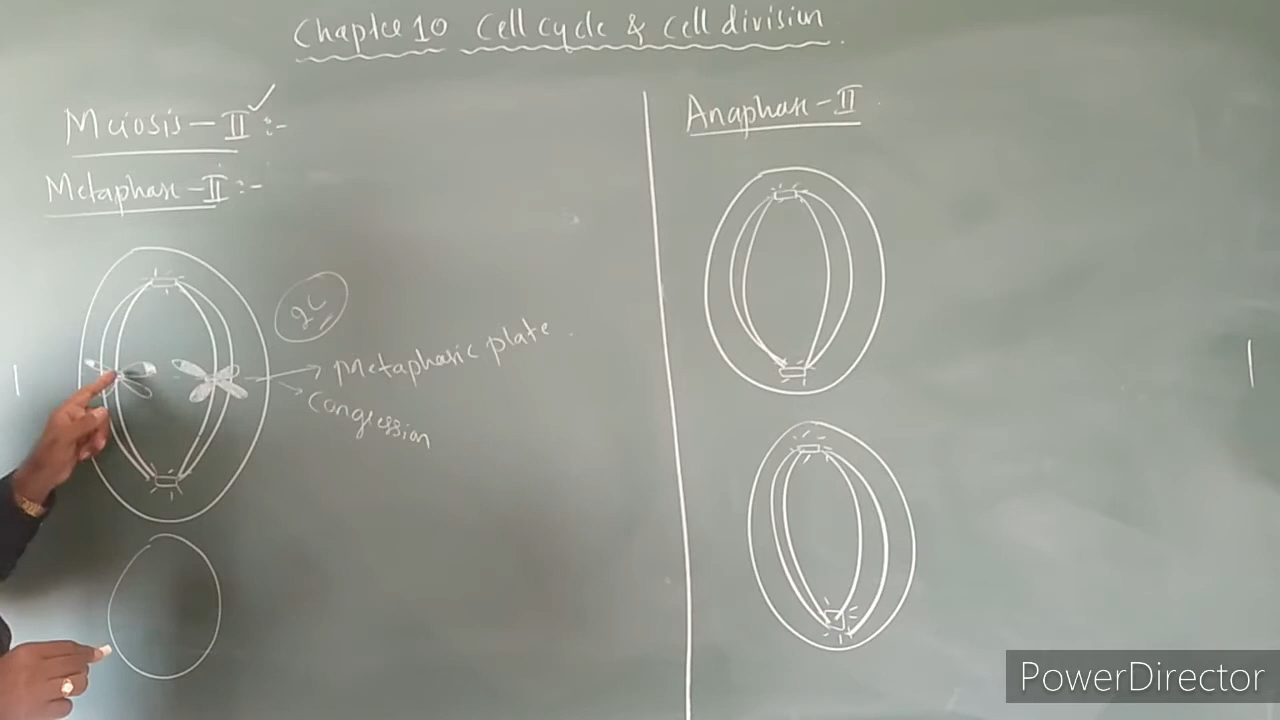 Chapter 10 Cell cycle & Cell division.
Meiosis - II :-
Metaphase - II :-
2C
Metaphasic plate.
Congression
Anaphase - II
PowerDirector